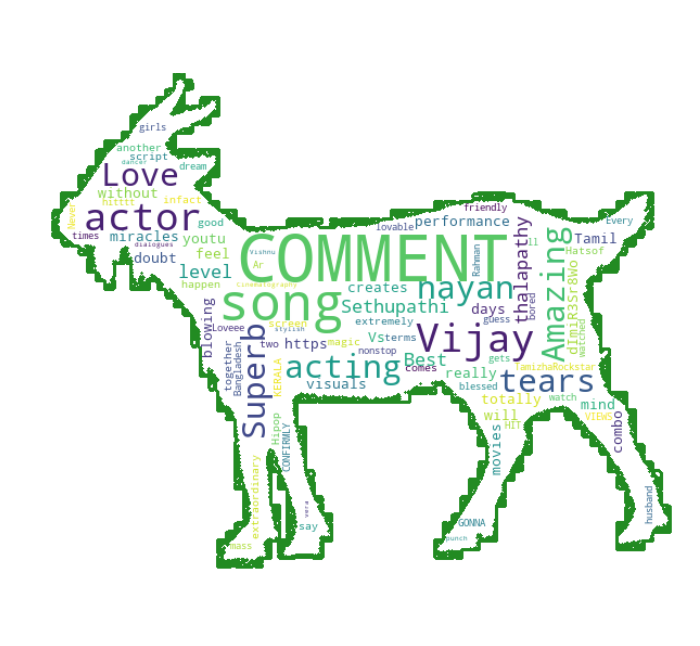 girls
another
script
dancer
dream
Love
without
infact
hitttt
Never
actor
good
times
miracles
youtu
dialogues
doubt
feel
level
happen
Vishnu
Ar
Cinematography
COMMENT
lovable
performance
friendly
Rahman
thalapathy
ll
Every
Tamil
Hatsof
Amazing
dImiR3Sr8Wo
watched
bored
song
creates
nayan
Sethupathi
days
extremely
guess
blowing
Loveee
screen
Superb
two
https
magic
Vs
terms
Vijay
nonstop
Best
gets
together
Bangladesh
KERALA
acting
comes
really
TamizhaRockstar
tears
visuals
blessed
watch
totally
mind
will
HIT
VIEWS
combo
Hipop
CONFIRMLY
movies
extraordinary
mass
vera
stylish
say
GONNA
punch
husband